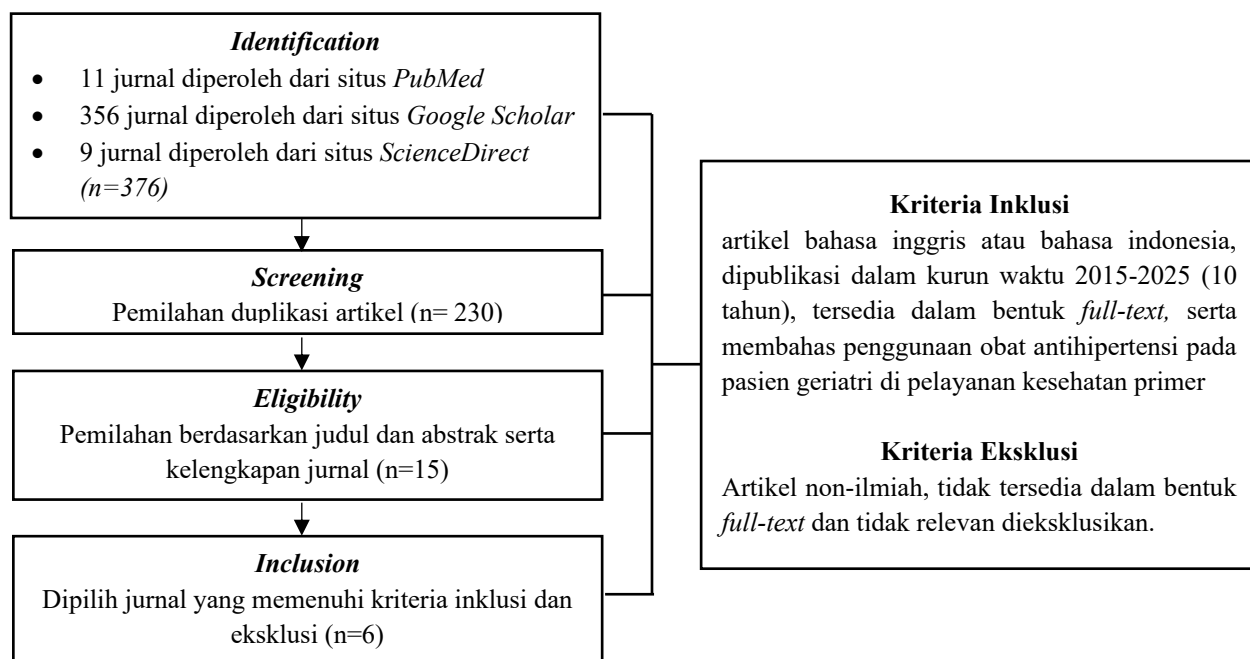 Identification
• 11 jurnal diperoleh dari situs PubMed
• 356 jurnal diperoleh dari situs Google Scholar
• 9 jurnal diperoleh dari situs ScienceDirect
(n=376)
Screening
Pemilahan duplikasi artikel (n= 230)
Eligibility
Pemilahan berdasarkan judul dan abstrak serta
kelengkapan jurnal (n=15)
Inclusion
Dipilih jurnal yang memenuhi kriteria inklusi dan
eksklusi (n=6)
Kriteria Inklusi
artikel bahasa inggris atau bahasa indonesia,
dipublikasi dalam kurun waktu 2015-2025 (10
tahun), tersedia dalam bentuk full-text, serta
membahas penggunaan obat antihipertensi pada
pasien geriatri di pelayanan kesehatan primer
Kriteria Eksklusi
Artikel non-ilmiah, tidak tersedia dalam bentuk
full-text dan tidak relevan dieksklusikan.